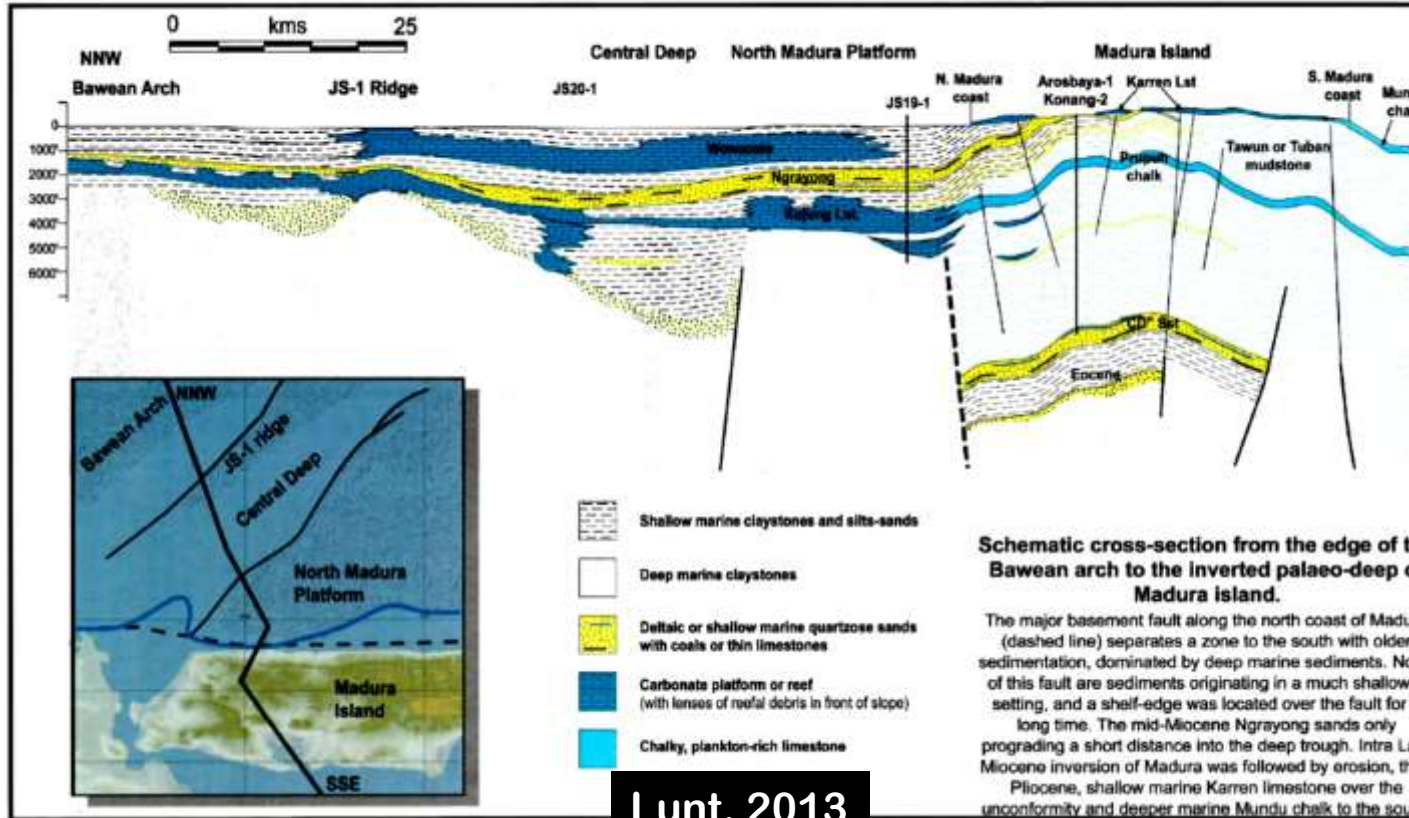 0 kms 25
NNW
Central Deep North Madura Platform Madura Island
Bawean Arch JS-1 Ridge JS20-1 JS19-1
N. Madura coast
Arosbaya-1
Konang-2
Karren Lst
S. Madura coast
0
1000'
2000'
3000'
4000'
5000'
6000'
Wonocolo
Ngrayong
Kujung Lst.
Prupuh
chalk
Tawun or Tuban
mudstone
Eocene
NNW
Bawean Arch
JS-1 ridge
Central Deep
North Madura
Platform
Madura
Island
SSE
Shallow marine claystones and silts-sands
Deep marine claystones
Deltaic or shallow marine quartzose sands
with coals or thin limestones
Carbonate platform or reef
(with lenses of reefal debris in front of slope)
Chalky, plankton-rich limestone
Schematic cross-section from the edge of
Bawean arch to the inverted palaeo-deep
Madura island.
The major basement fault along the north coast of
(dashed line) separates a zone to the south with older
sedimentation, dominated by deep marine sediments.
of this fault are sediments originating in a much
setting, and a shelf-edge was located over the fault for
long time. The mid-Miocene Ngrayong sands only
prograding a short distance into the deep trough. Intra
Miocene inversion of Madura was followed by erosion,
Pliocene, shallow marine Karren limestone over the
unconformity and deeper marine Mundu chalk to the
Lunt, 2013